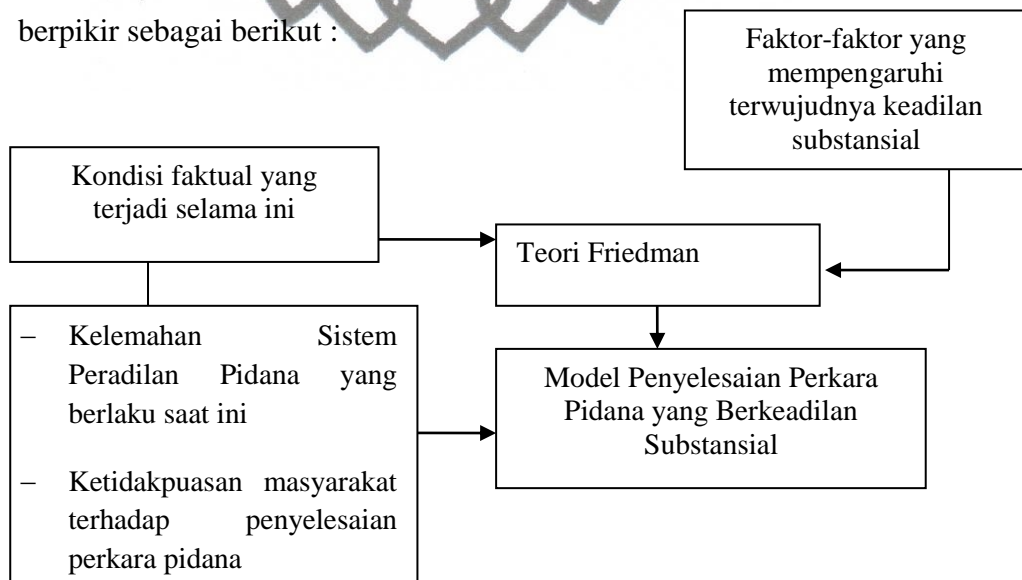 berpikir sebagai berikut :
Faktor-faktor yang
mempengaruhi
terwujudnya keadilan
substansial
Kondisi faktual yang
terjadi selama ini
Teori Friedman
– Kelemahan Sistem
Peradilan Pidana yang
berlaku saat ini
– Ketidakpuasan masyarakat
terhadap penyelesaian
perkara pidana
Model Penyelesaian Perkara
Pidana yang Berkeadilan
Substansial